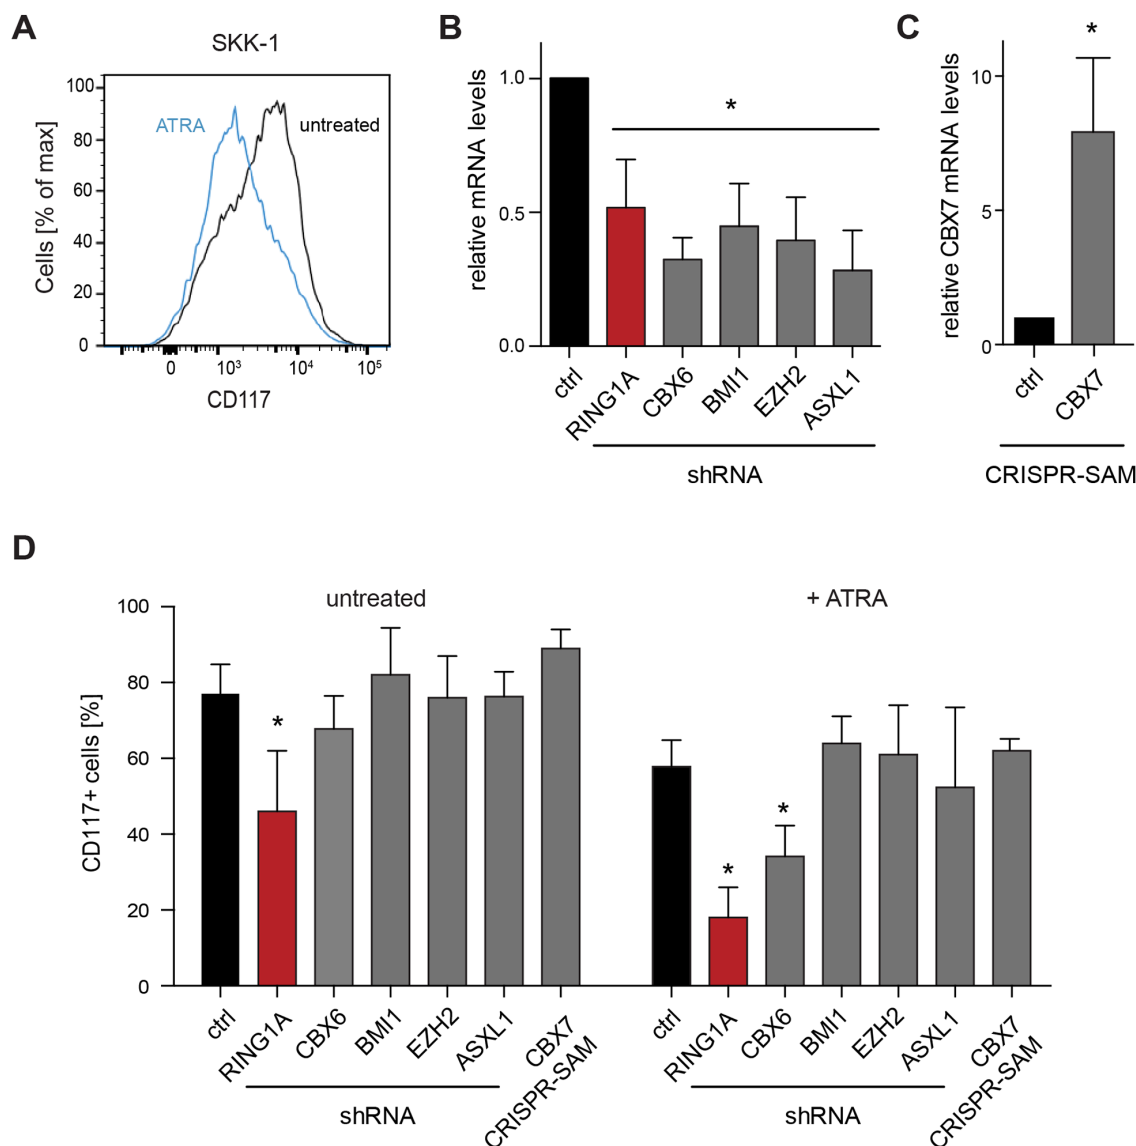 A
SKK-1
Cells [% of max]
100
80
60
40
20
0
ATRA
untreated
0
10³
10⁴
10⁵
CD117
B
relative mRNA levels
1.0
0.5
0.0
*
ctrl
RING1A
CBX6
BMI1
EZH2
ASXL1
shRNA
C
relative CBX7 mRNA levels
10
5
0
*
ctrl
CBX7
CRISPR-SAM
D
CD117+ cells [%]
100
80
60
40
20
0
untreated
+ ATRA
*
*
*
ctrl
RING1A
CBX6
BMI1
EZH2
ASXL1
CBX7
CRISPR-SAM
shRNA
ctrl
RING1A
CBX6
BMI1
EZH2
ASXL1
CBX7
CRISPR-SAM
shRNA